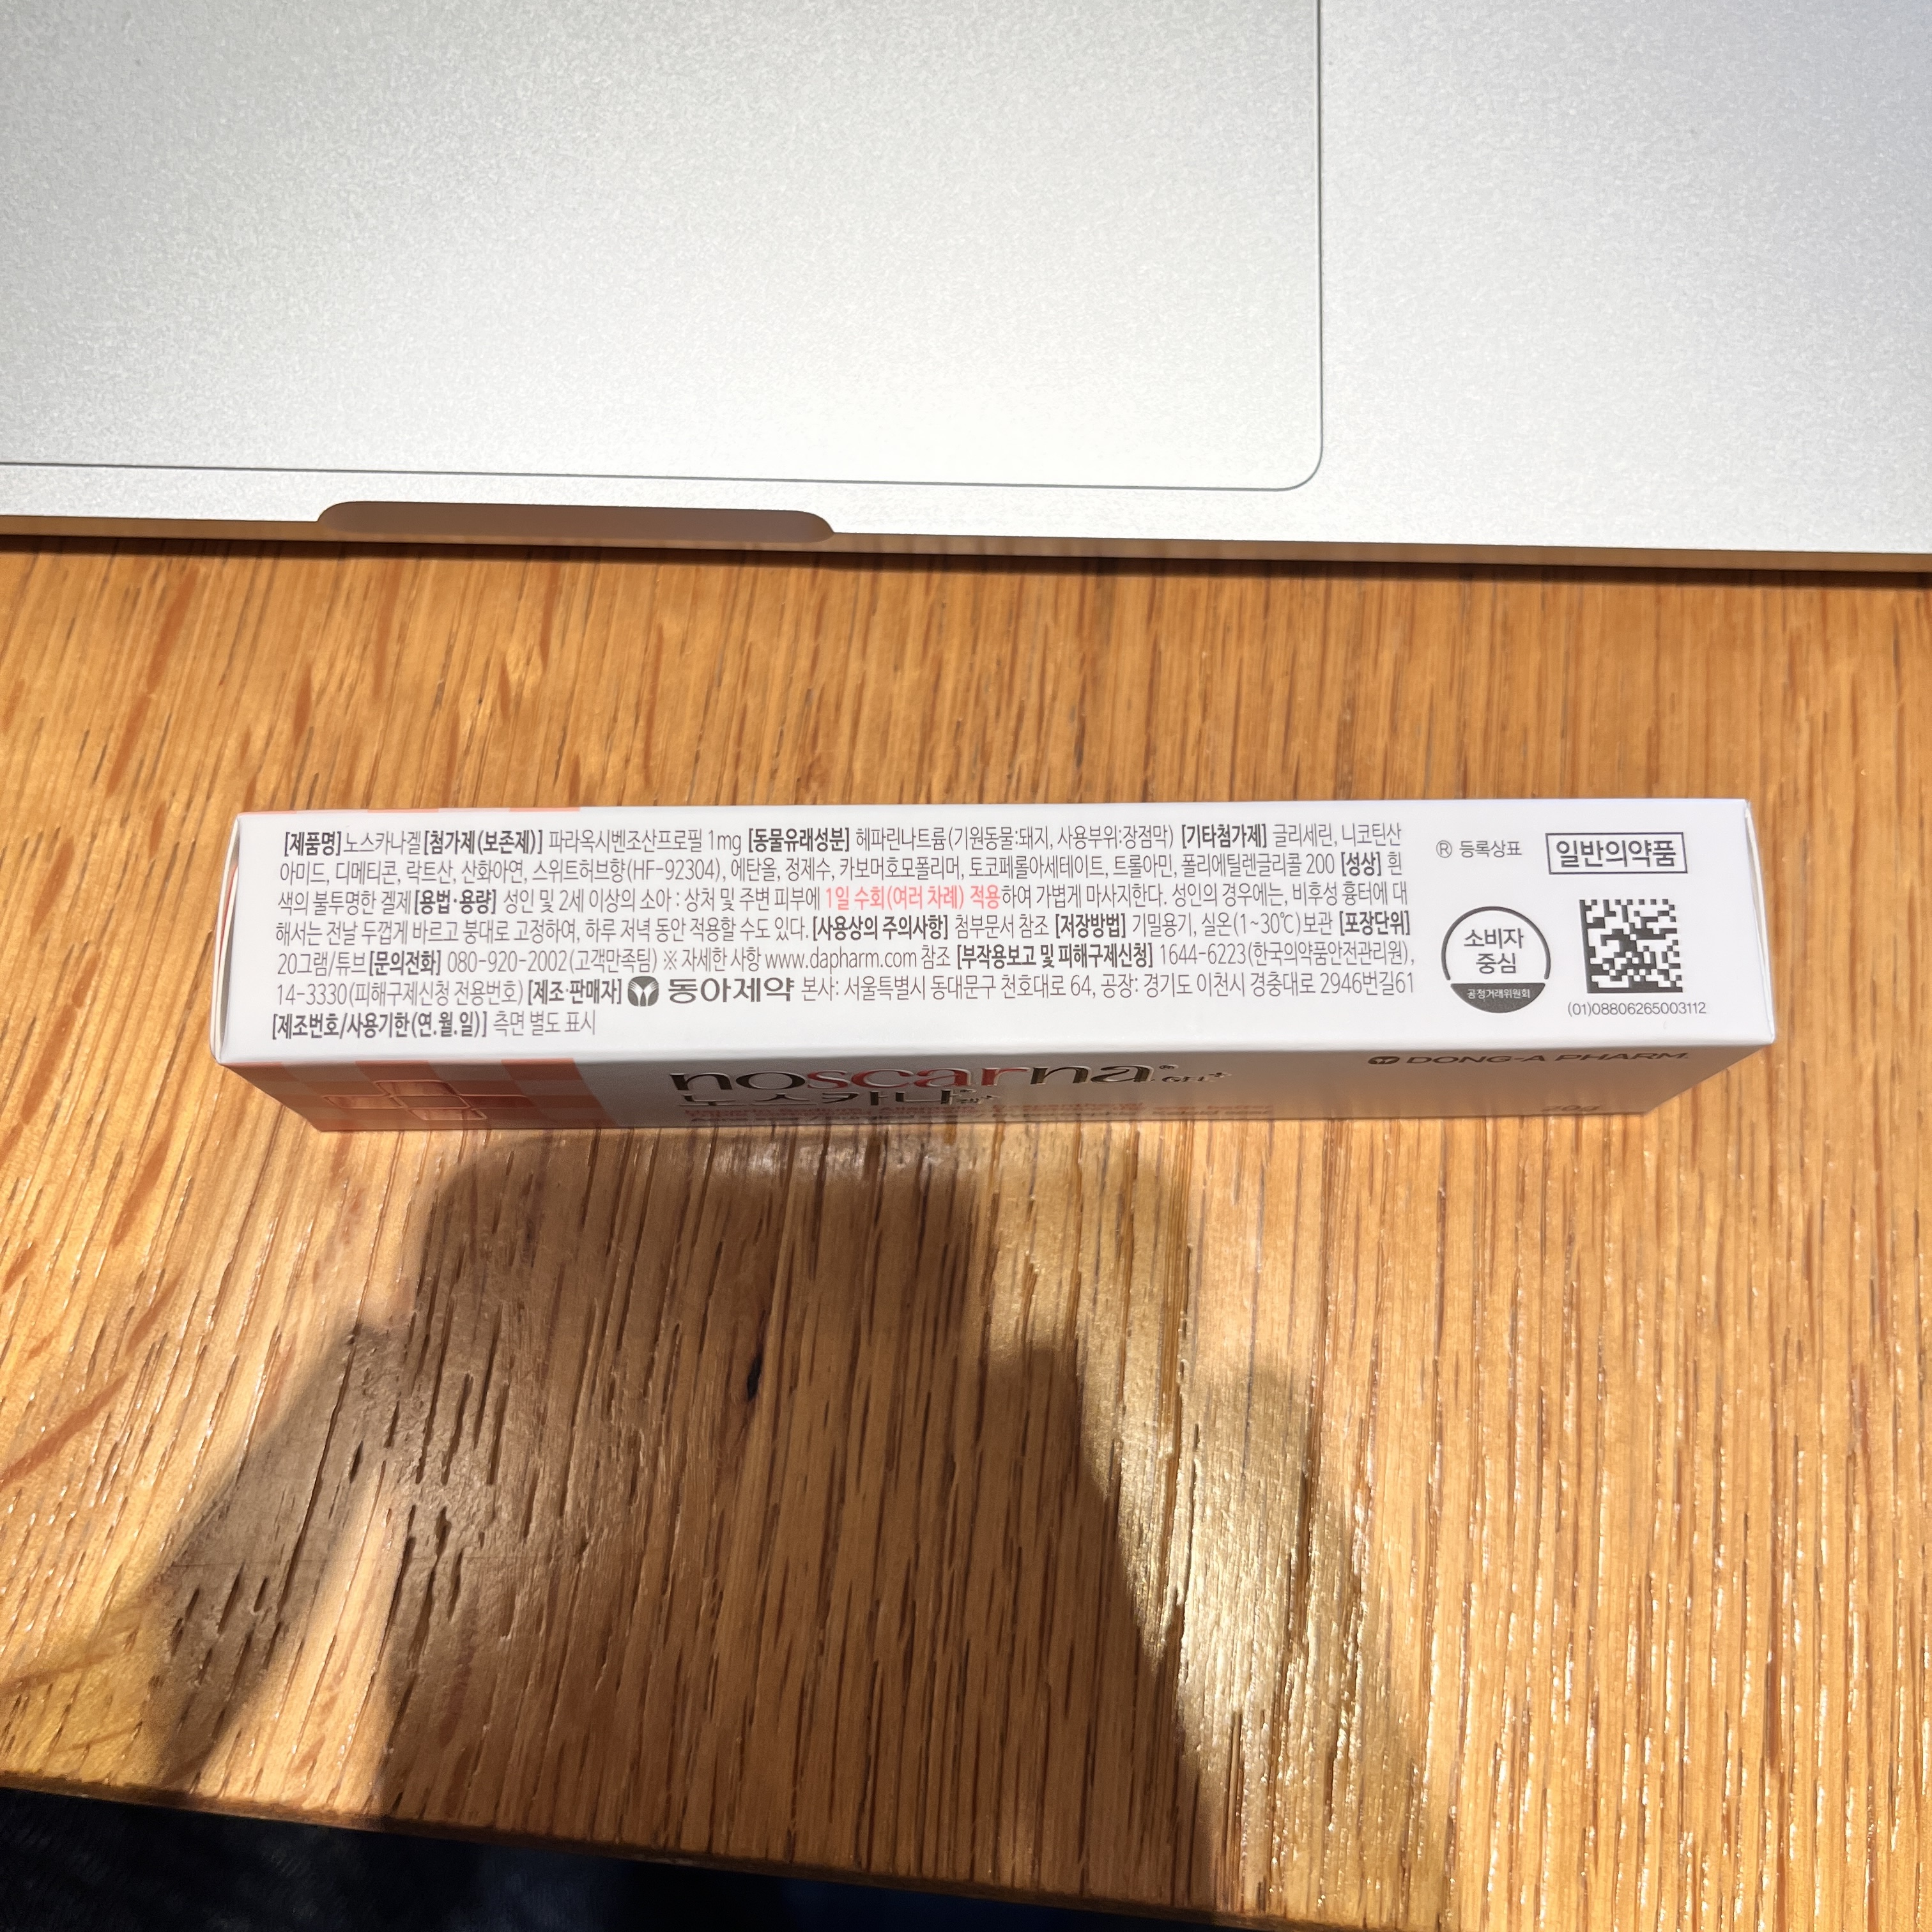 [제품명] 노스카나겔 [첨가제(보존제)] 파라옥시벤조산프로필 1mg [동물유래성분] 헤파린나트륨(기원동물:돼지, 사용부위:장점막) [기타첨가제] 글리세린, 니코틴산
아미드, 디메티콘, 락트산, 산화아연, 스위트허브향(HF-92304), 에탄올, 정제수, 카보머호모폴리머, 토코페롤아세테이트, 트롤아민, 폴리에틸렌글리콜 200 [성상] 흰
색의 불투명한 겔제 [용법·용량] 성인 및 2세 이상의 소아 : 상처 및 주변 피부에 1일 수회(여러 차례) 적용하여 가볍게 마사지한다. 성인의 경우에는, 비후성 흉터에 대
해서는 전날 두껍게 바르고 붕대로 고정하여, 하루 저녁 동안 적용할 수도 있다. [사용상의 주의사항] 첨부문서 참조 [저장방법] 기밀용기, 실온(1~30℃)보관 [포장단위]
20그램/튜브 [문의전화] 080-920-2002(고객만족팀) ※ 자세한 사항 www.dapharm.com 참조 [부작용보고 및 피해구제신청] 1644-6223(한국의약품안전관리원),
14-3330(피해구제신청 전용번호) [제조·판매자] 동아제약 본사: 서울특별시 동대문구 천호대로 64, 공장: 경기도 이천시 경충대로 2946번길61
[제조번호/사용기한(연.월.일)] 측면 별도 표시
® 등록상표
일반의약품
소비자
중심
공정거래위원회
(01)08806265003112
noscarna®
노스카나
DONG-A PHARM.
20g